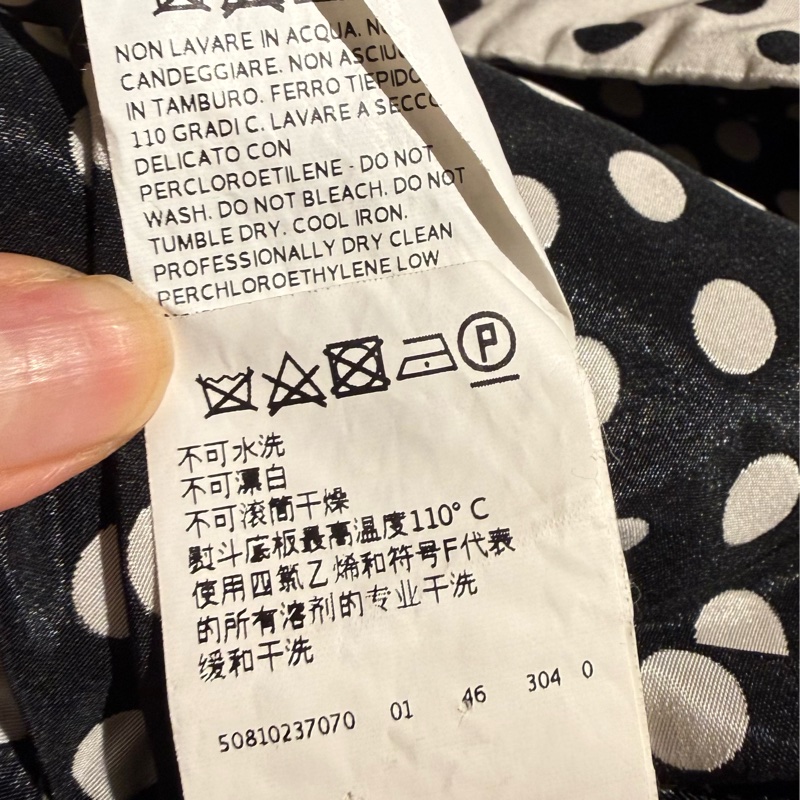 NON LAVARE IN ACQUA.
CANDEGGIARE. NON
IN TAMBURO. FERRO TIEPIDO
110 GRADI C. LAVARE A SECCO
DELICATO CON
PERCLOROETILENE - DO NOT
WASH. DO NOT BLEACH. DO NOT
TUMBLE DRY. COOL IRON.
PROFESSIONALLY DRY CLEAN
PERCHLOROETHYLENE LOW
P
不可水洗
不可漂白
不可滚筒干燥
熨斗底板最高温度110° C
使用四氯乙烯和符号F代表
的所有溶剂的专业干洗
缓和干洗
50810237070 01 46 304 0